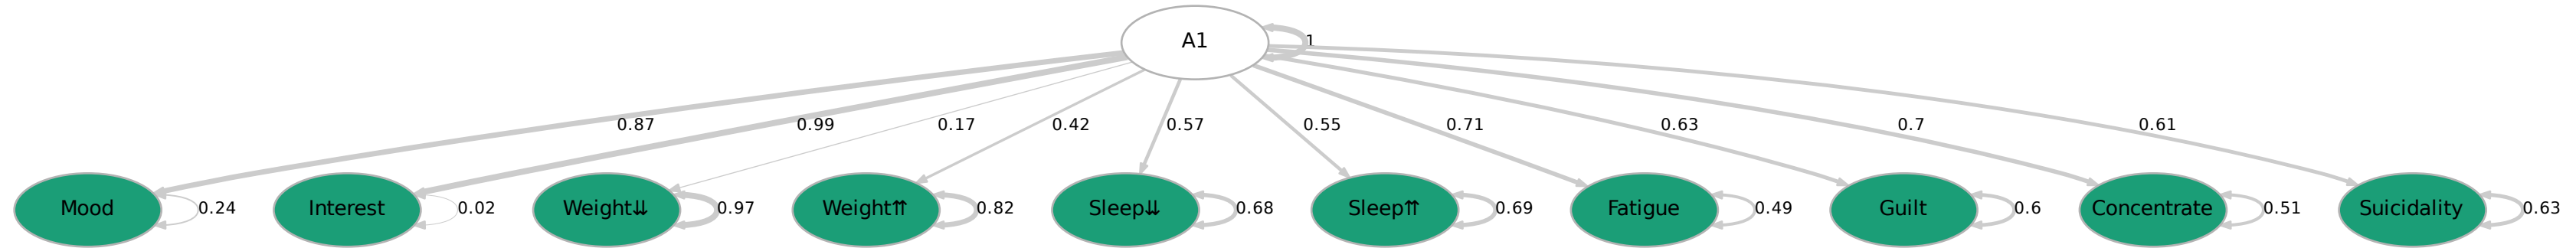 A1
1
0.87
0.99
0.17
0.42
0.57
0.55
0.71
0.63
0.7
0.61
Mood
0.24
Interest
0.02
Weight⇊
0.97
Weight⇈
0.82
Sleep⇊
0.68
Sleep⇈
0.69
Fatigue
0.49
Guilt
0.6
Concentrate
0.51
Suicidality
0.63